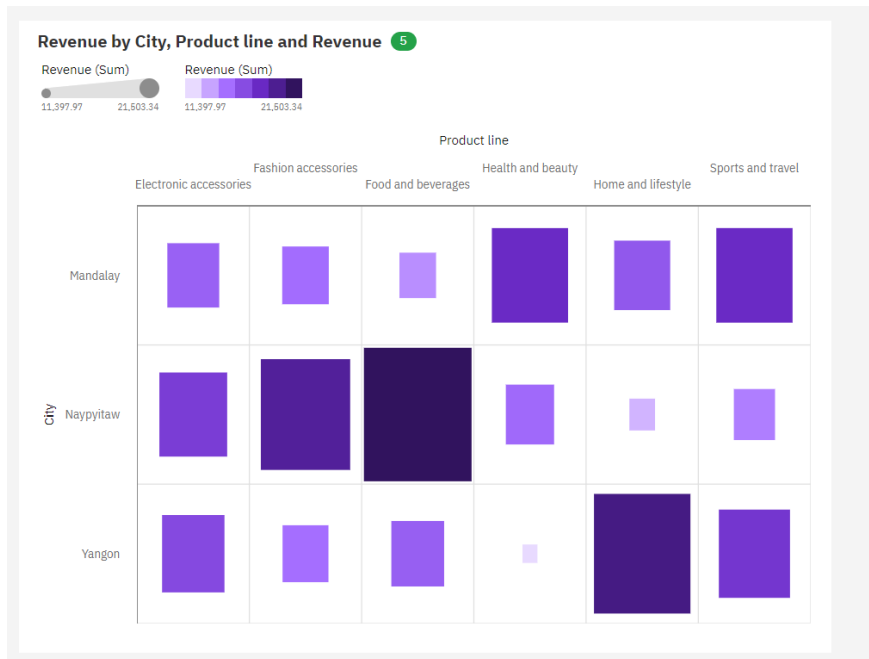 Revenue by City, Product line and Revenue 5
Revenue (Sum) Revenue (Sum)
11,397.97 21,503.34 11,397.97 21,503.34
Product line
Fashion accessories Health and beauty Sports and travel
Electronic accessories Food and beverages Home and lifestyle
Mandalay
City
Naypyitaw
Yangon